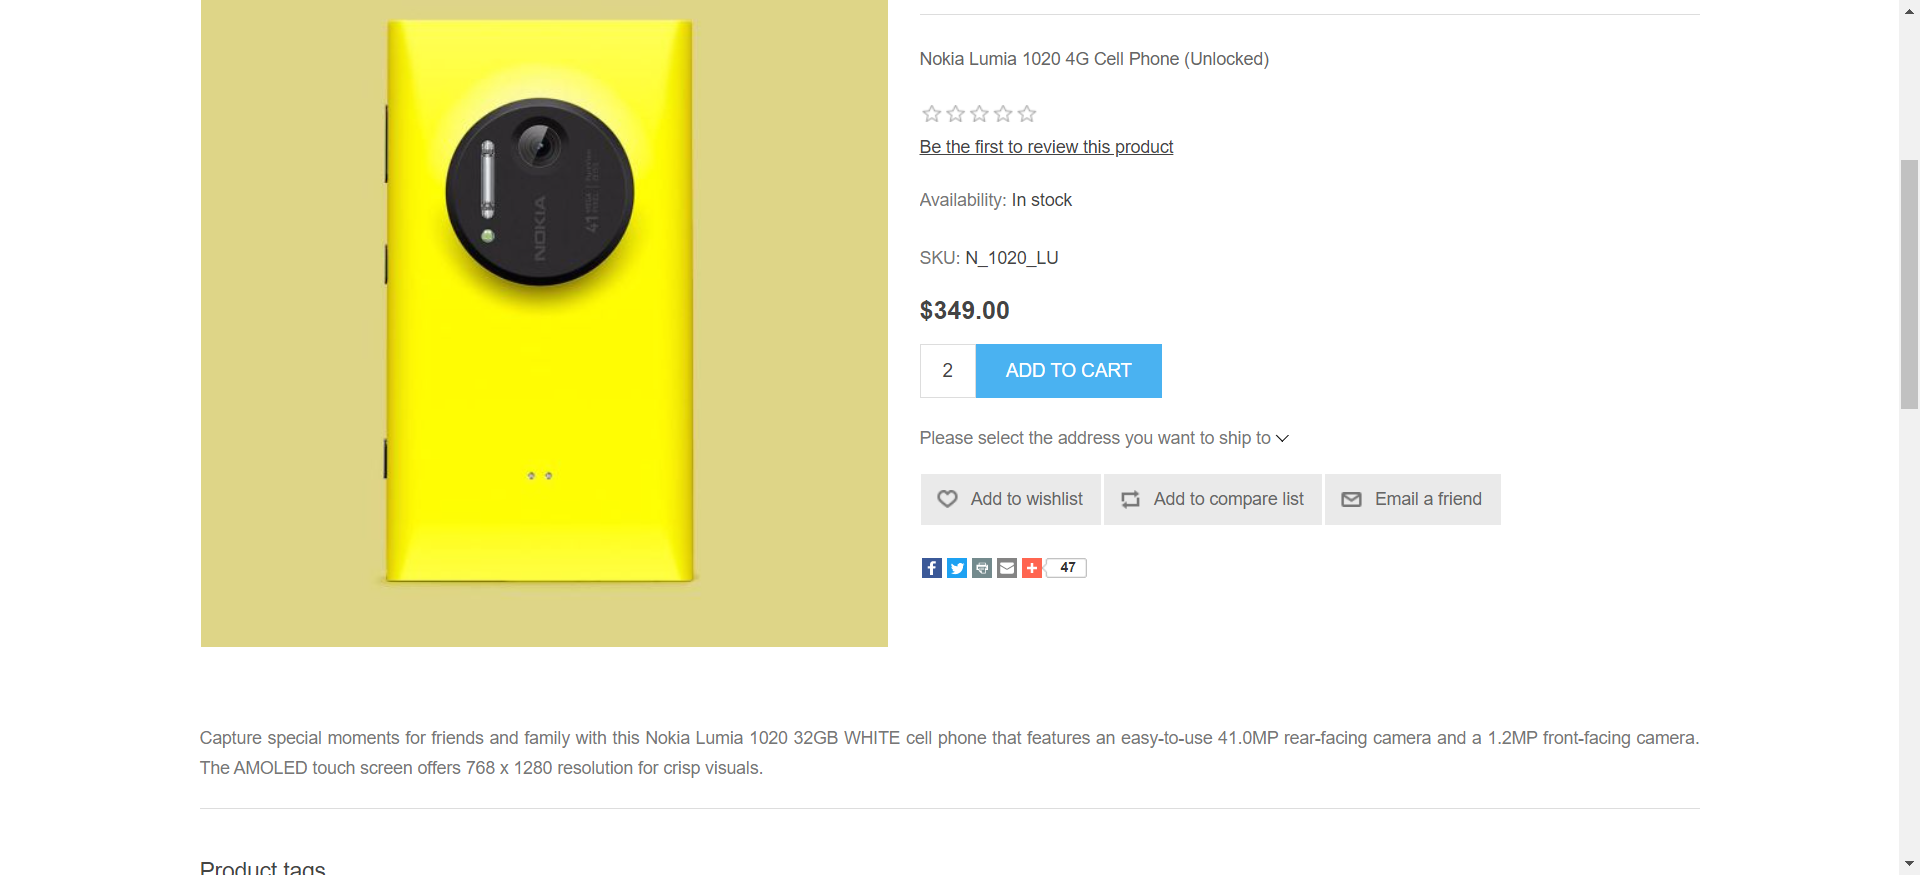 NOKIA
41 MEGA PIXEL
Nokia Lumia 1020 4G Cell Phone (Unlocked)
Be the first to review this product
Availability: In stock
SKU: N_1020_LU
$349.00
2
ADD TO CART
Please select the address you want to ship to
Add to wishlist
Add to compare list
Email a friend
47
Capture special moments for friends and family with this Nokia Lumia 1020 32GB WHITE cell phone that features an easy-to-use 41.0MP rear-facing camera and a 1.2MP front-facing camera.
The AMOLED touch screen offers 768 x 1280 resolution for crisp visuals.
Product tags